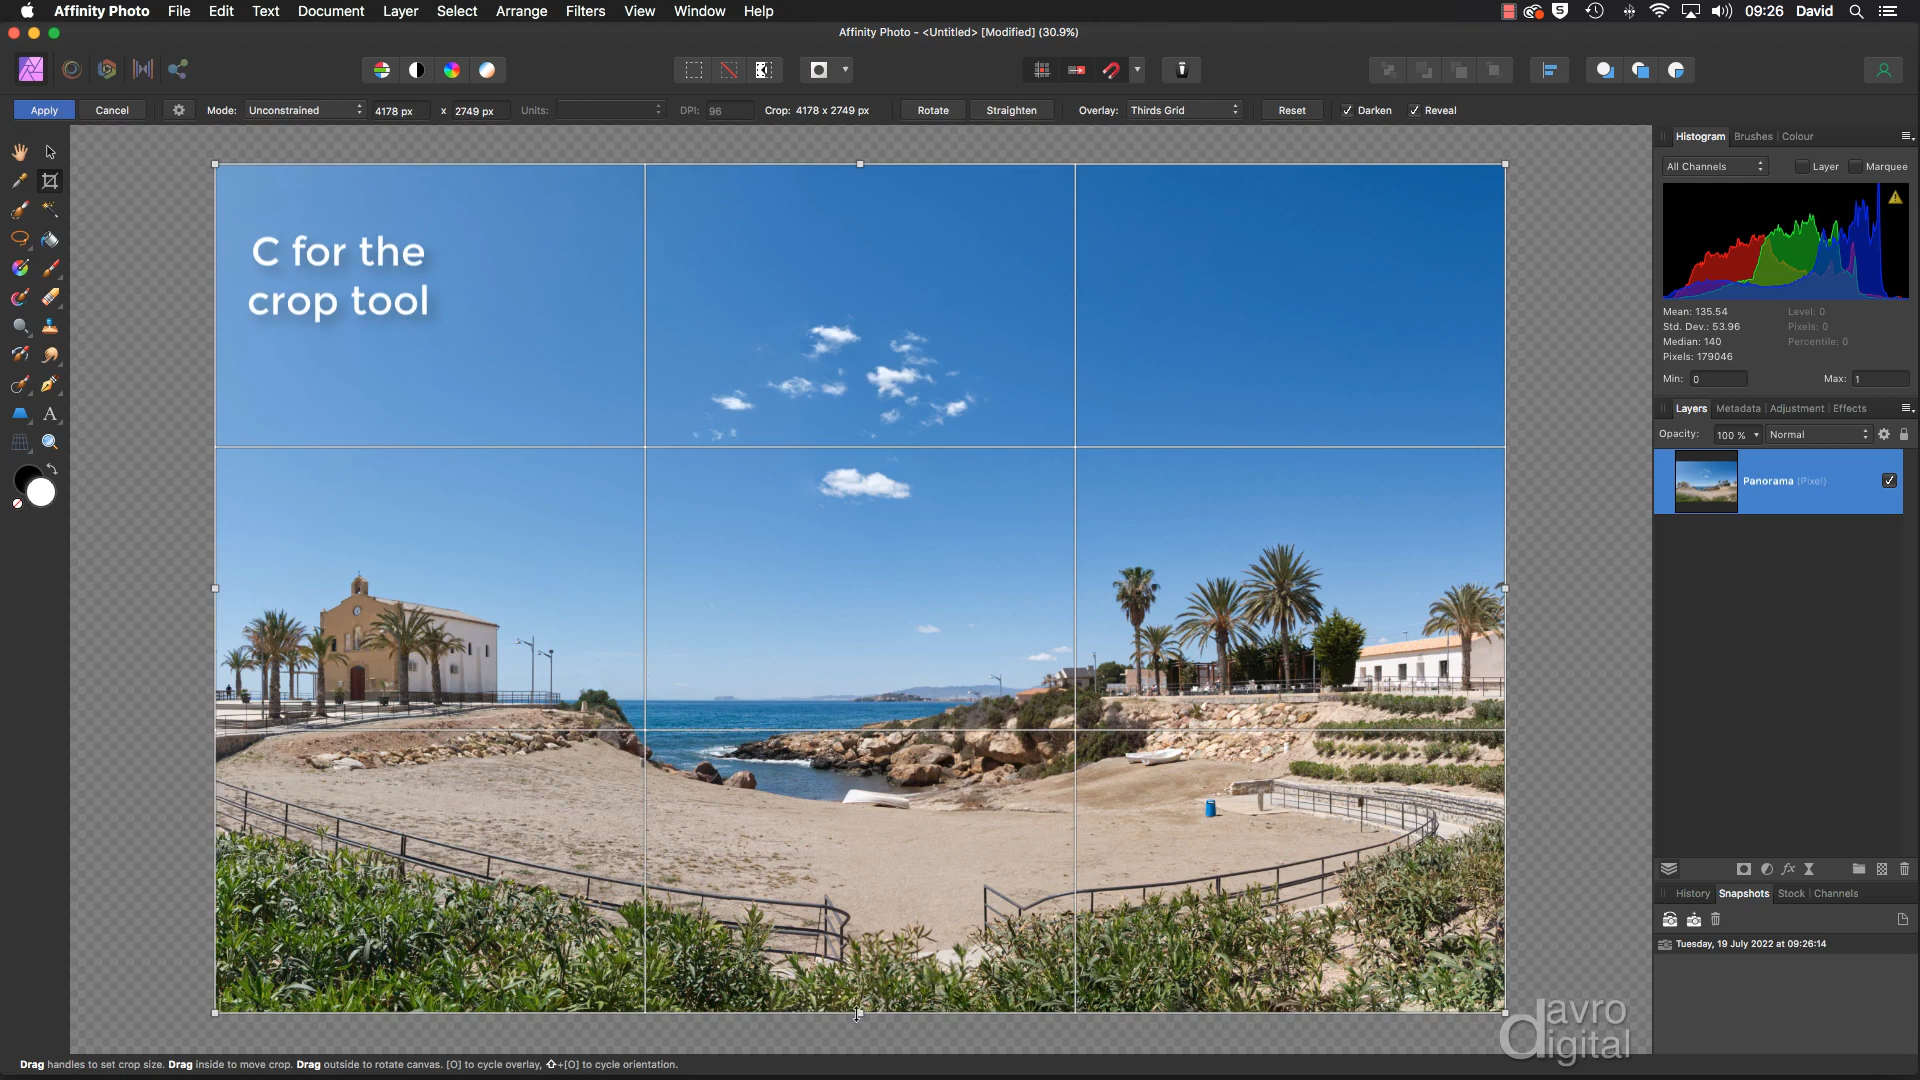 Affinity Photo File Edit Text Document Layer Select Arrange Filters View Window Help
S 09:26 David
Affinity Photo - <Untitled> [Modified] (30.9%)
Apply Cancel Mode: Unconstrained 4178 px x 2749 px Units: DPI: 96 Crop: 4178 x 2749 px Rotate Straighten Overlay: Thirds Grid Reset Darken Reveal
Histogram Brushes Colour
All Channels Layer Marquee
C for the
crop tool
Mean: 135.54 Level: 0
Std. Dev.: 53.96 Pixels: 0
Median: 140 Percentile: 0
Pixels: 179046
Min: 0 Max: 1
Layers Metadata Adjustment Effects
Opacity: 100 % Normal
Panorama (Pixel)
A
fx
History Snapshots Stock Channels
Tuesday, 19 July 2022 at 09:26:14
davro
digital
Drag handles to set crop size. Drag inside to move crop. Drag outside to rotate canvas. [O] to cycle overlay, ⇧+[O] to cycle orientation.